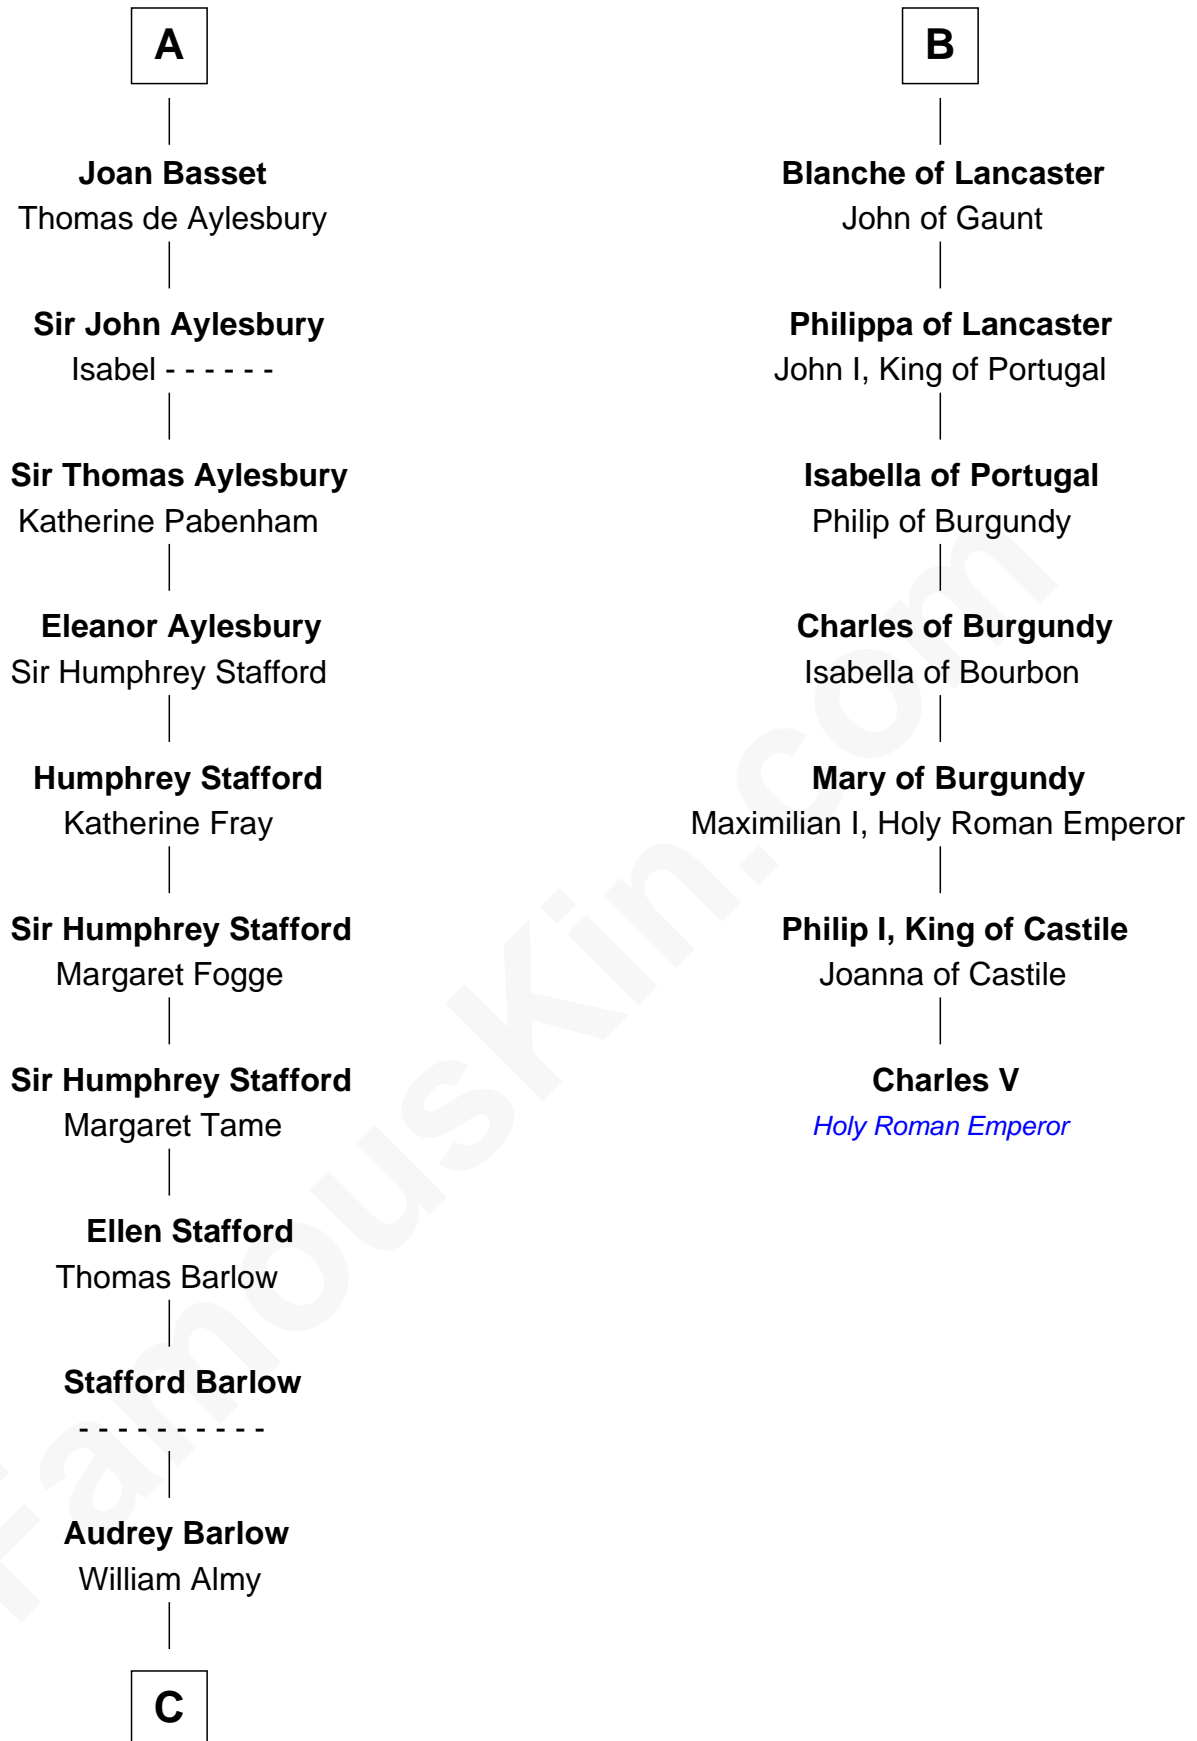 A
Joan Basset
Thomas de Aylesbury
Sir John Aylesbury
Isabel - - - - - -
Sir Thomas Aylesbury
Katherine Pabenham
Eleanor Aylesbury
Sir Humphrey Stafford
Humphrey Stafford
Katherine Fray
Sir Humphrey Stafford
Margaret Fogge
Sir Humphrey Stafford
Margaret Tame
Ellen Stafford
Thomas Barlow
Stafford Barlow
- - - - - - - - - -
Audrey Barlow
William Almy
C
B
Blanche of Lancaster
John of Gaunt
Philippa of Lancaster
John I, King of Portugal
Isabella of Portugal
Philip of Burgundy
Charles of Burgundy
Isabella of Bourbon
Mary of Burgundy
Maximilian I, Holy Roman Emperor
Philip I, King of Castile
Joanna of Castile
Charles V
Holy Roman Emperor
FamousKin.com